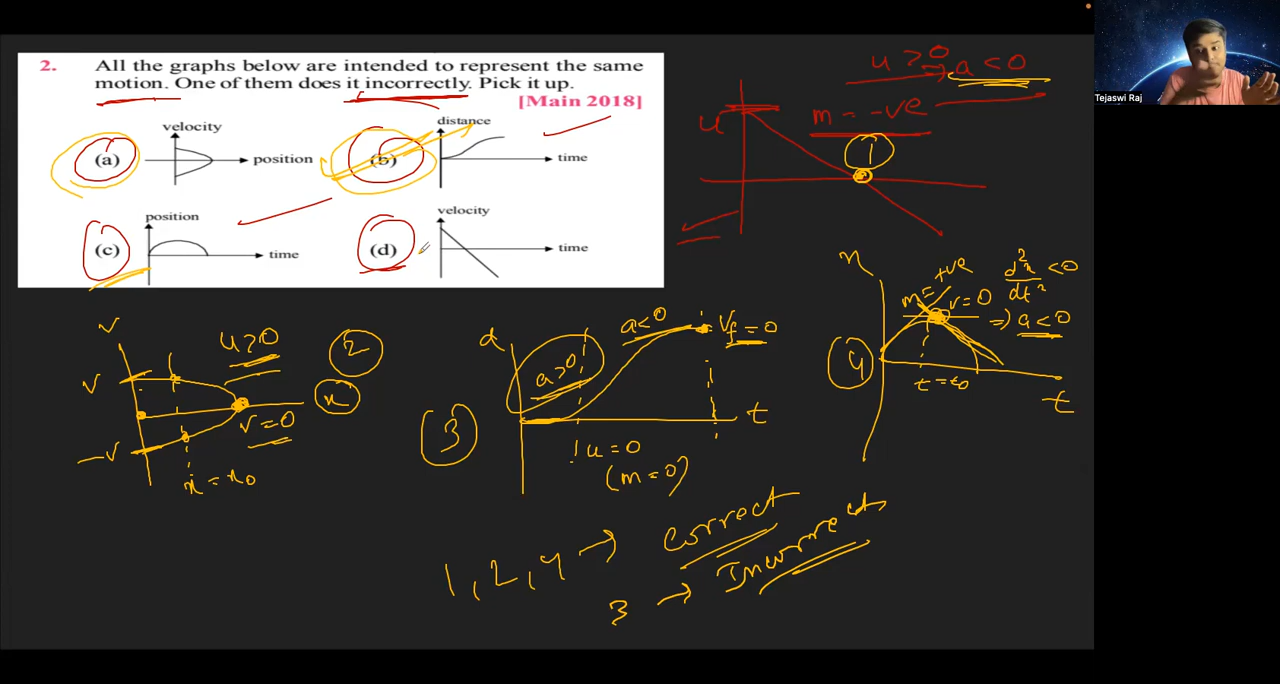 2. All the graphs below are intended to represent the same
motion. One of them does it incorrectly. Pick it up.
[Main 2018]
(a) velocity position
(b) distance time
(c) position time
(d) velocity time
u > 0
⇒ a < 0
m = -ve
u
1
Tejaswi Raj
v
v
-v
u > 0
v = 0
x = x0
2
x
3
d
a > 0
a < 0
Vf = 0
t
u = 0
(m = 0)
x
m = +ve
v = 0
d²x/dt² < 0
⇒ a < 0
4
t = t0
t
1, 2, 4 → Correct
3 → Incorrect